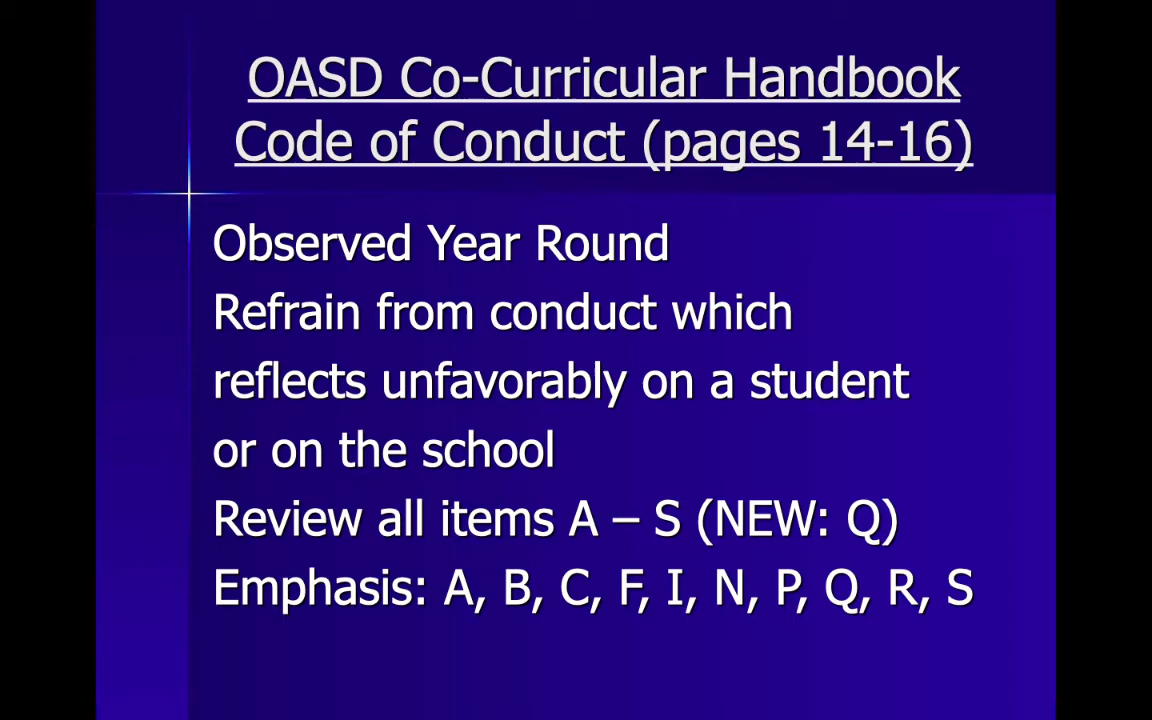 OASD Co-Curricular Handbook
Code of Conduct (pages 14-16)
Observed Year Round
Refrain from conduct which
reflects unfavorably on a student
or on the school
Review all items A – S (NEW: Q)
Emphasis: A, B, C, F, I, N, P, Q, R, S